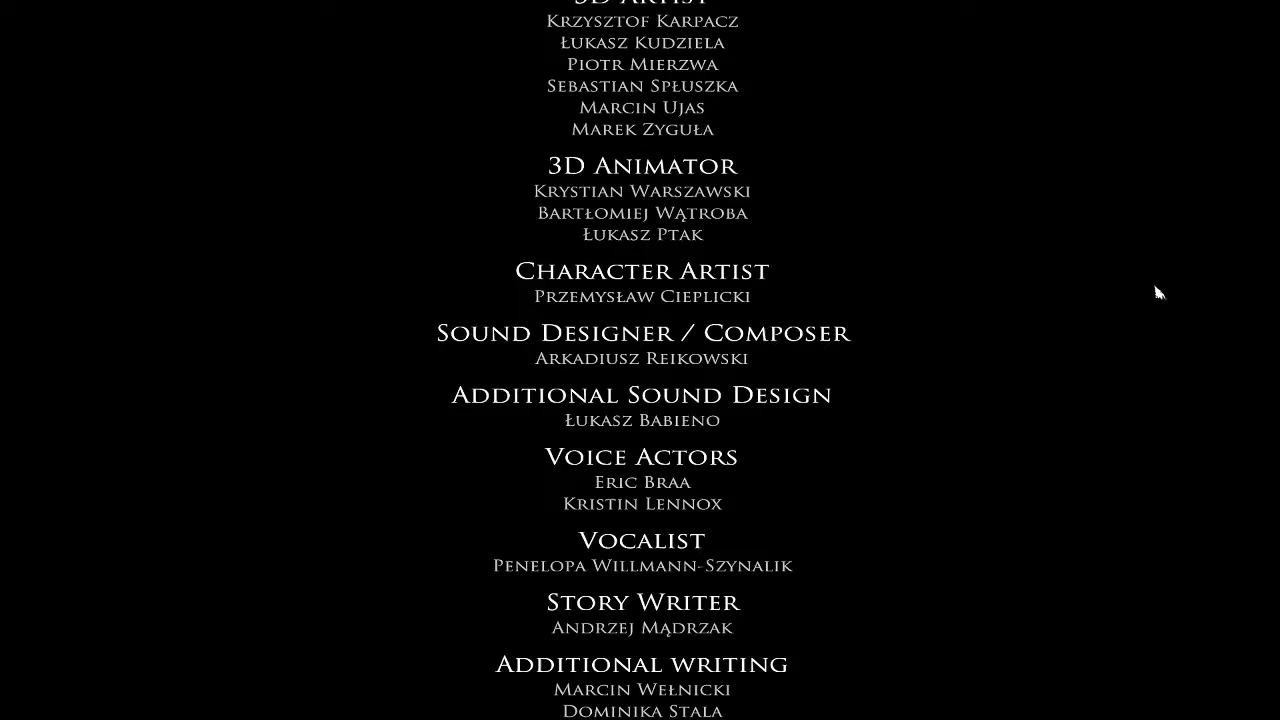 3D Artist
Krzysztof Karpacz
Łukasz Kudziela
Piotr Mierzwa
Sebastian Spłuszka
Marcin Ujas
Marek Zyguła
3D Animator
Krystian Warszawski
Bartłomiej Wątroba
Łukasz Ptak
Character Artist
Przemysław Cieplicki
Sound Designer / Composer
Arkadiusz Reikowski
Additional Sound Design
Łukasz Babieno
Voice Actors
Eric Braa
Kristin Lennox
Vocalist
Penelopa Willmann-Szynalik
Story Writer
Andrzej Mądrzak
Additional writing
Marcin Wełnicki
Dominika Stala